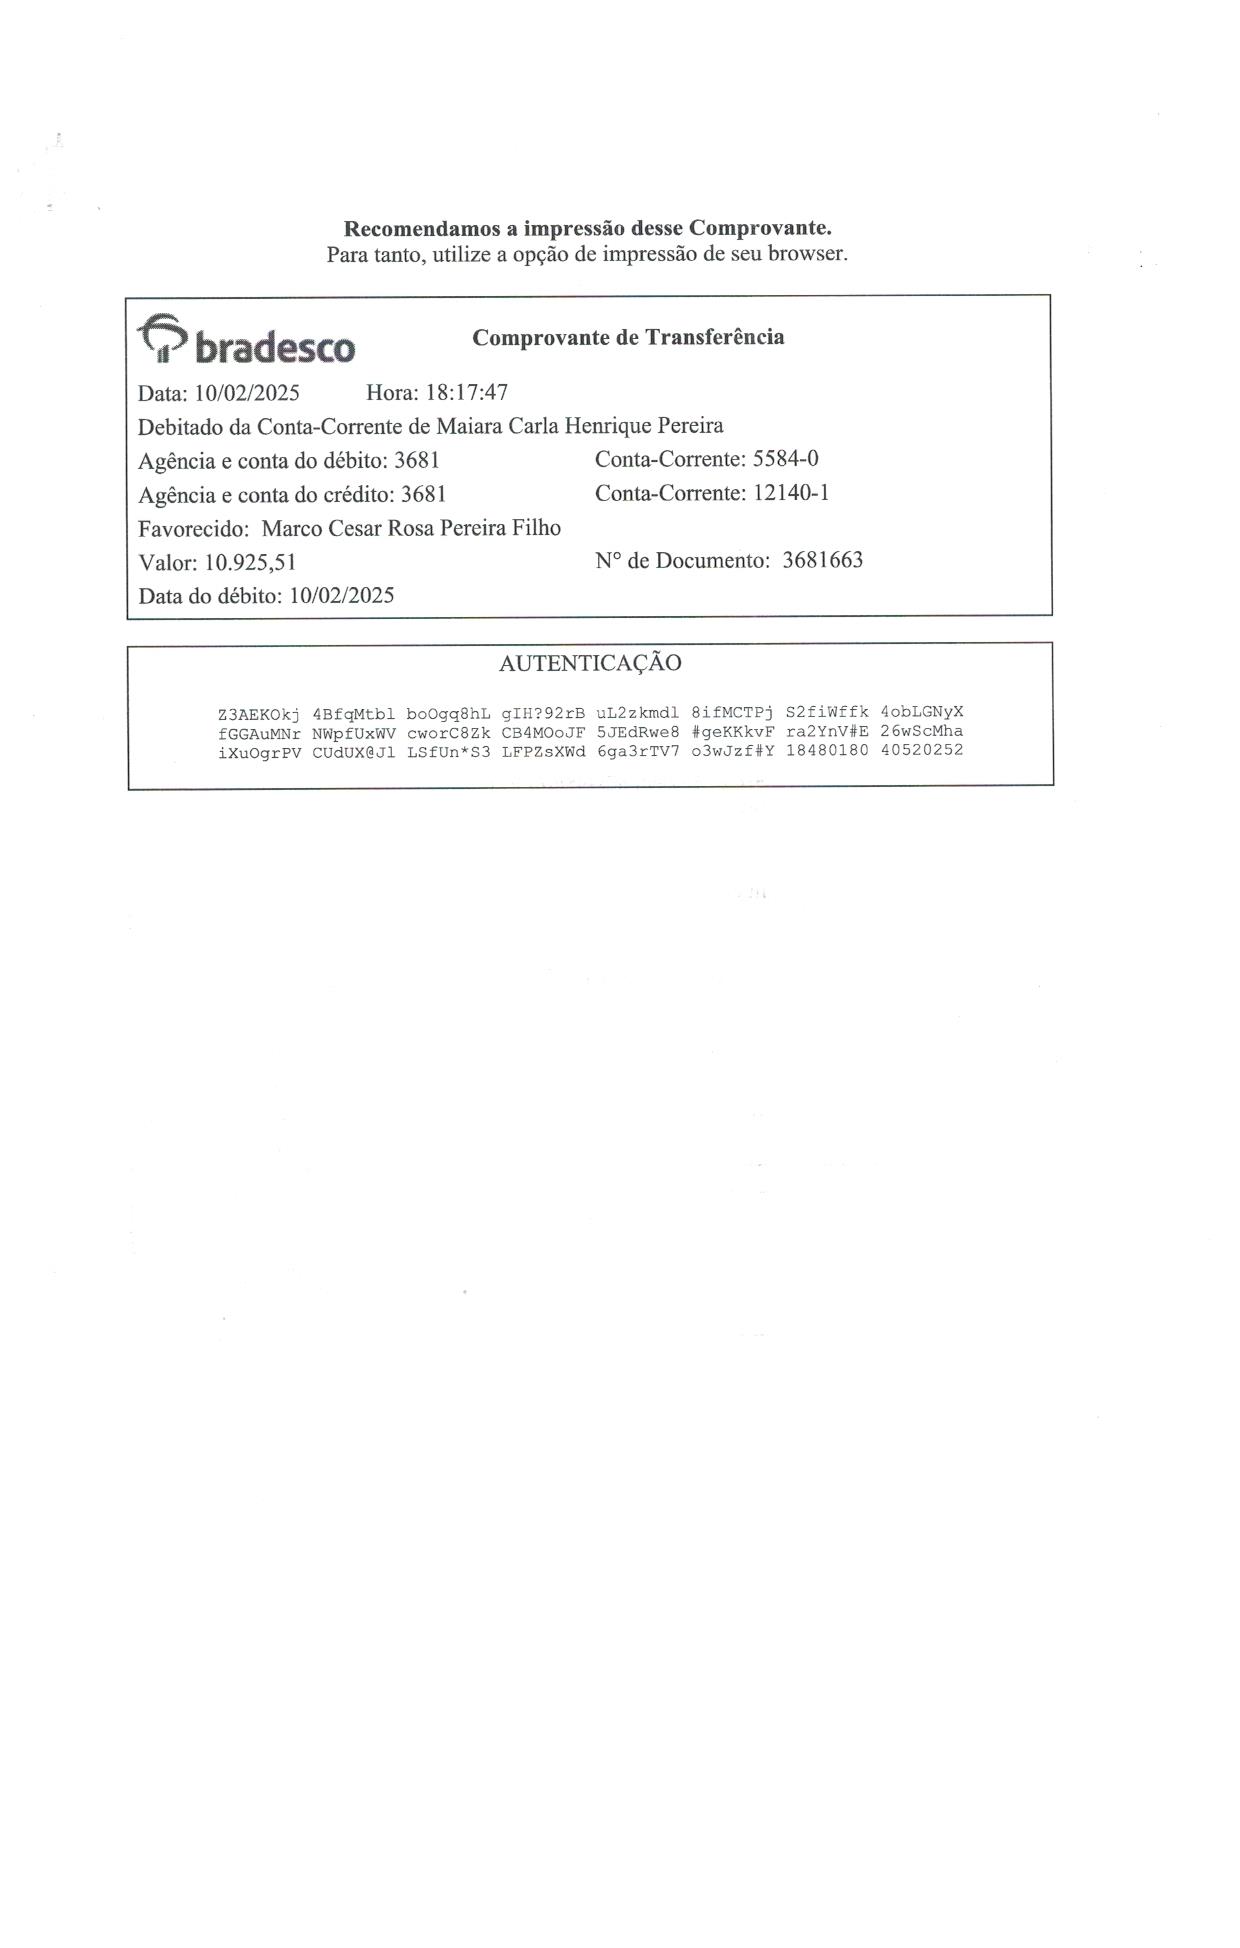 Recomendamos a impressão desse Comprovante.
Para tanto, utilize a opção de impressão de seu browser.
bradesco Comprovante de Transferência
Data: 10/02/2025 Hora: 18:17:47
Debitado da Conta-Corrente de Maiara Carla Henrique Pereira
Agência e conta do débito: 3681 Conta-Corrente: 5584-0
Agência e conta do crédito: 3681 Conta-Corrente: 12140-1
Favorecido: Marco Cesar Rosa Pereira Filho
Valor: 10.925,51 N° de Documento: 3681663
Data do débito: 10/02/2025
AUTENTICAÇÃO
Z3AEKOkj 4BfqMtbl boOgq8hL gIH?92rB uL2zkmdl 8ifMCTPj S2fiWffk 4obLGNyX
fGGAuMNr NWpfUxWV cworC8Zk CB4MOoJF 5JEdRwe8 #geKKkvF ra2YnV#E 26wScMha
iXuOgrPV CUdUX@Jl LSfUn*S3 LFPZsXWd 6ga3rTV7 o3wJzf#Y 18480180 40520252